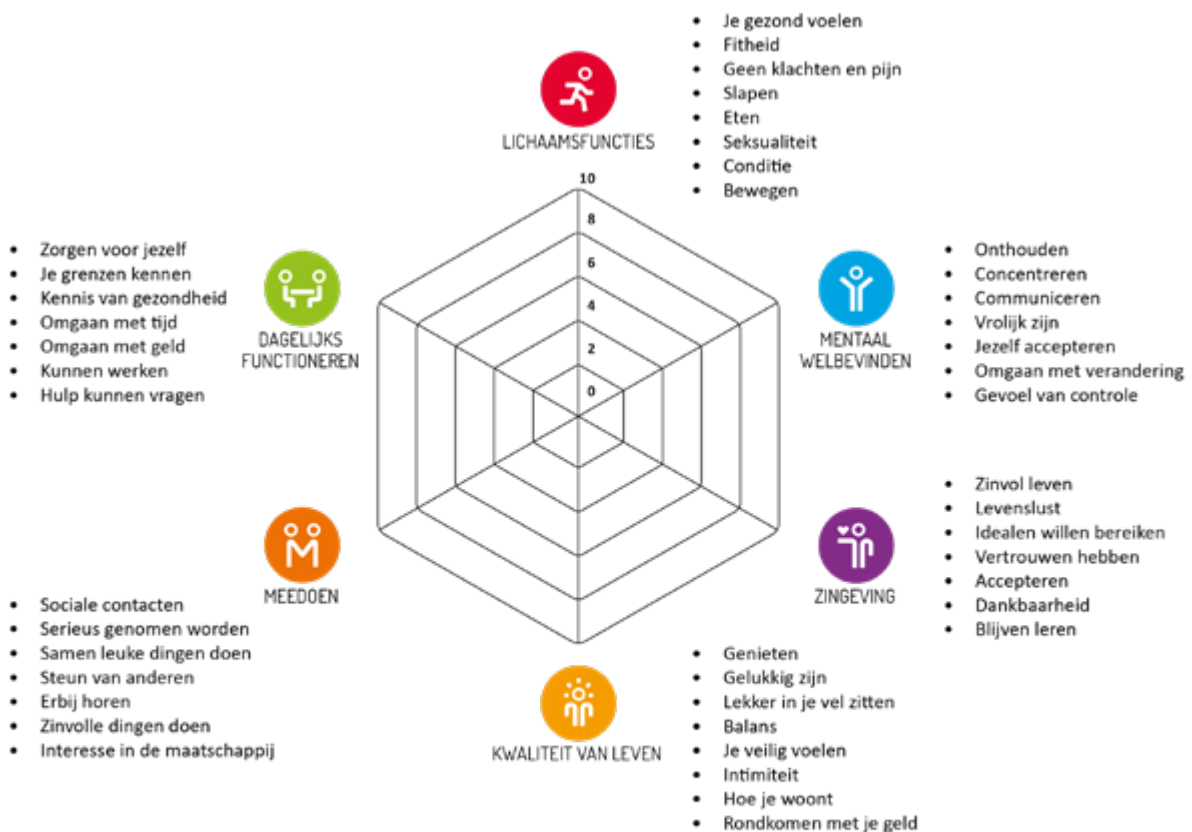 • Je gezond voelen
• Fitheid
• Geen klachten en pijn
• Slapen
• Eten
• Seksualiteit
• Conditie
• Bewegen
LICHAAMSFUNCTIES
10
8
6
4
2
0
• Zorgen voor jezelf
• Je grenzen kennen
• Kennis van gezondheid
• Omgaan met tijd
• Omgaan met geld
• Kunnen werken
• Hulp kunnen vragen
DAGELIJKS
FUNCTIONEREN
MENTAAL
WELBEVINDEN
• Onthouden
• Concentreren
• Communiceren
• Vrolijk zijn
• Jezelf accepteren
• Omgaan met verandering
• Gevoel van controle
MEEDOEN
• Sociale contacten
• Serieus genomen worden
• Samen leuke dingen doen
• Steun van anderen
• Erbij horen
• Zinvolle dingen doen
• Interesse in de maatschappij
ZINGEVING
• Zinvol leven
• Levenslust
• Idealen willen bereiken
• Vertrouwen hebben
• Accepteren
• Dankbaarheid
• Blijven leren
KWALITEIT VAN LEVEN
• Genieten
• Gelukkig zijn
• Lekker in je vel zitten
• Balans
• Je veilig voelen
• Intimiteit
• Hoe je woont
• Rondkomen met je geld